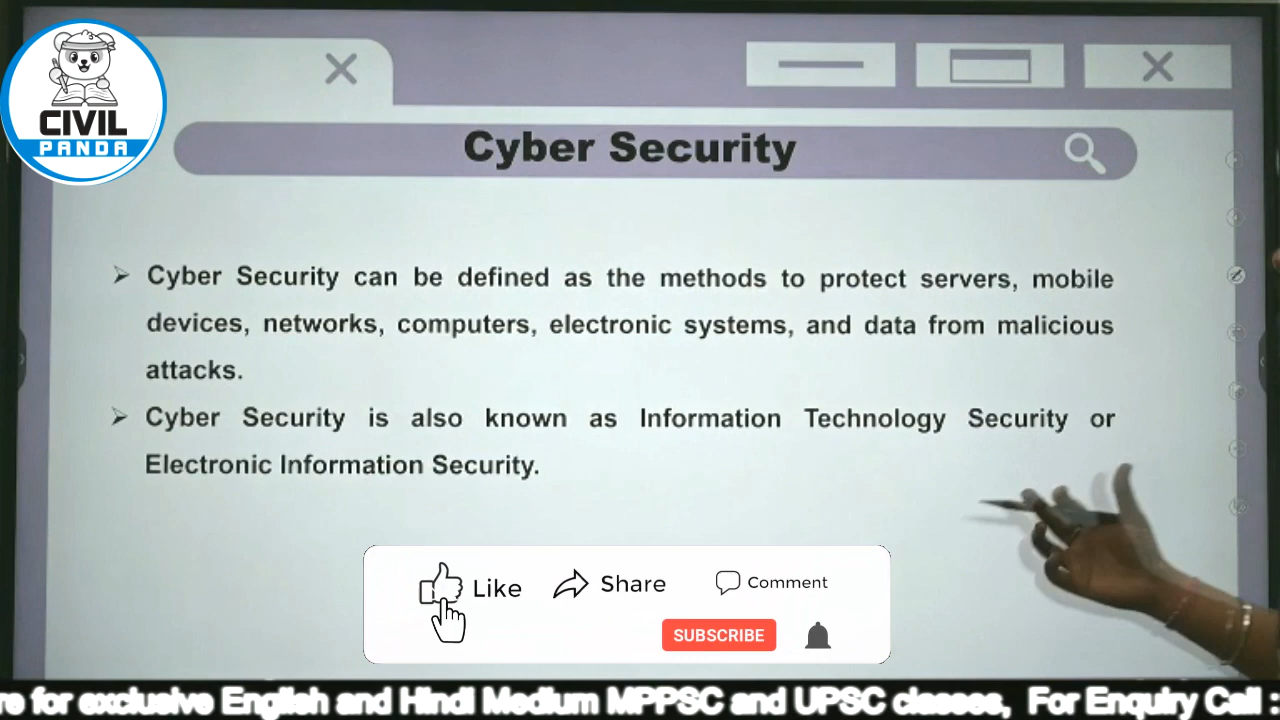 CIVIL
PANDA
Cyber Security
Cyber Security can be defined as the methods to protect servers, mobile
devices, networks, computers, electronic systems, and data from malicious
attacks.
Cyber Security is also known as Information Technology Security or
Electronic Information Security.
Like Share Comment
SUBSCRIBE
for exclusive English and Hindi Medium MPPSC and UPSC classes, For Enquiry Call :